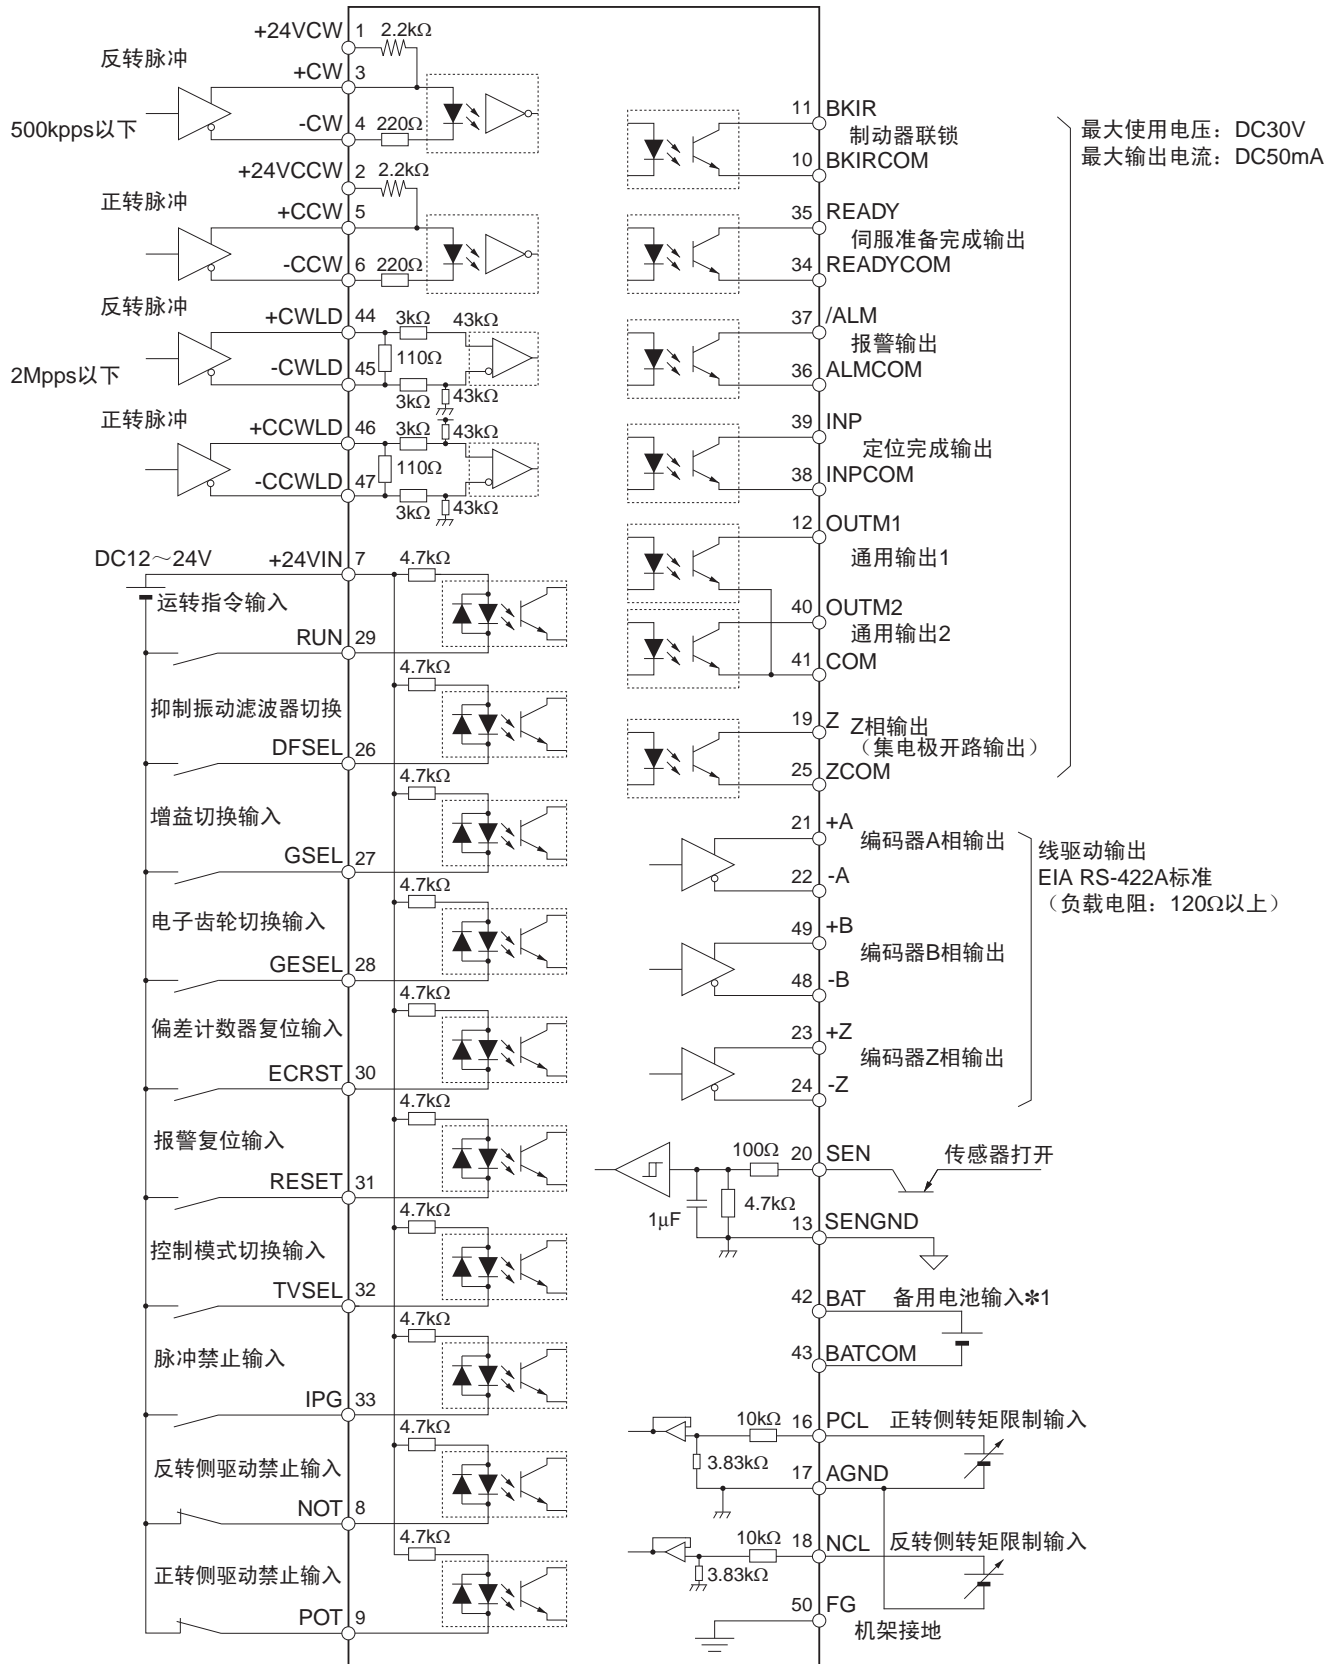 +24VCW 1 2.2kΩ
反转脉冲
+CW 3
500kpps以下
-CW 4 220Ω
+24VCCW 2 2.2kΩ
正转脉冲
+CCW 5
-CCW 6 220Ω
反转脉冲
+CWLD 44 3kΩ 43kΩ
110Ω
2Mpps以下
-CWLD 45
3kΩ 43kΩ
正转脉冲
+CCWLD 46 3kΩ 43kΩ
110Ω
-CCWLD 47
3kΩ 43kΩ
DC12～24V +24VIN 7 4.7kΩ
运转指令输入
RUN 29
4.7kΩ
抑制振动滤波器切换
DFSEL 26
4.7kΩ
增益切换输入
GSEL 27
4.7kΩ
电子齿轮切换输入
GESEL 28
4.7kΩ
偏差计数器复位输入
ECRST 30
4.7kΩ
报警复位输入
RESET 31
4.7kΩ
控制模式切换输入
TVSEL 32
4.7kΩ
脉冲禁止输入
IPG 33
4.7kΩ
反转侧驱动禁止输入
NOT 8
4.7kΩ
正转侧驱动禁止输入
POT 9
11 BKIR
制动器联锁
10 BKIRCOM
最大使用电压：DC30V
最大输出电流：DC50mA
35 READY
伺服准备完成输出
34 READYCOM
37 /ALM
报警输出
36 ALMCOM
39 INP
定位完成输出
38 INPCOM
12 OUTM1
通用输出1
40 OUTM2
通用输出2
41 COM
19 Z Z相输出
（集电极开路输出）
25 ZCOM
21 +A
编码器A相输出
22 -A
线驱动输出
EIA RS-422A标准
（负载电阻：120Ω以上）
49 +B
编码器B相输出
48 -B
23 +Z
编码器Z相输出
24 -Z
100Ω 20 SEN 传感器打开
1μF 4.7kΩ
13 SENGND
42 BAT 备用电池输入✽1
43 BATCOM
10kΩ 16 PCL 正转侧转矩限制输入
3.83kΩ
17 AGND
10kΩ 18 NCL 反转侧转矩限制输入
3.83kΩ
50 FG
机架接地